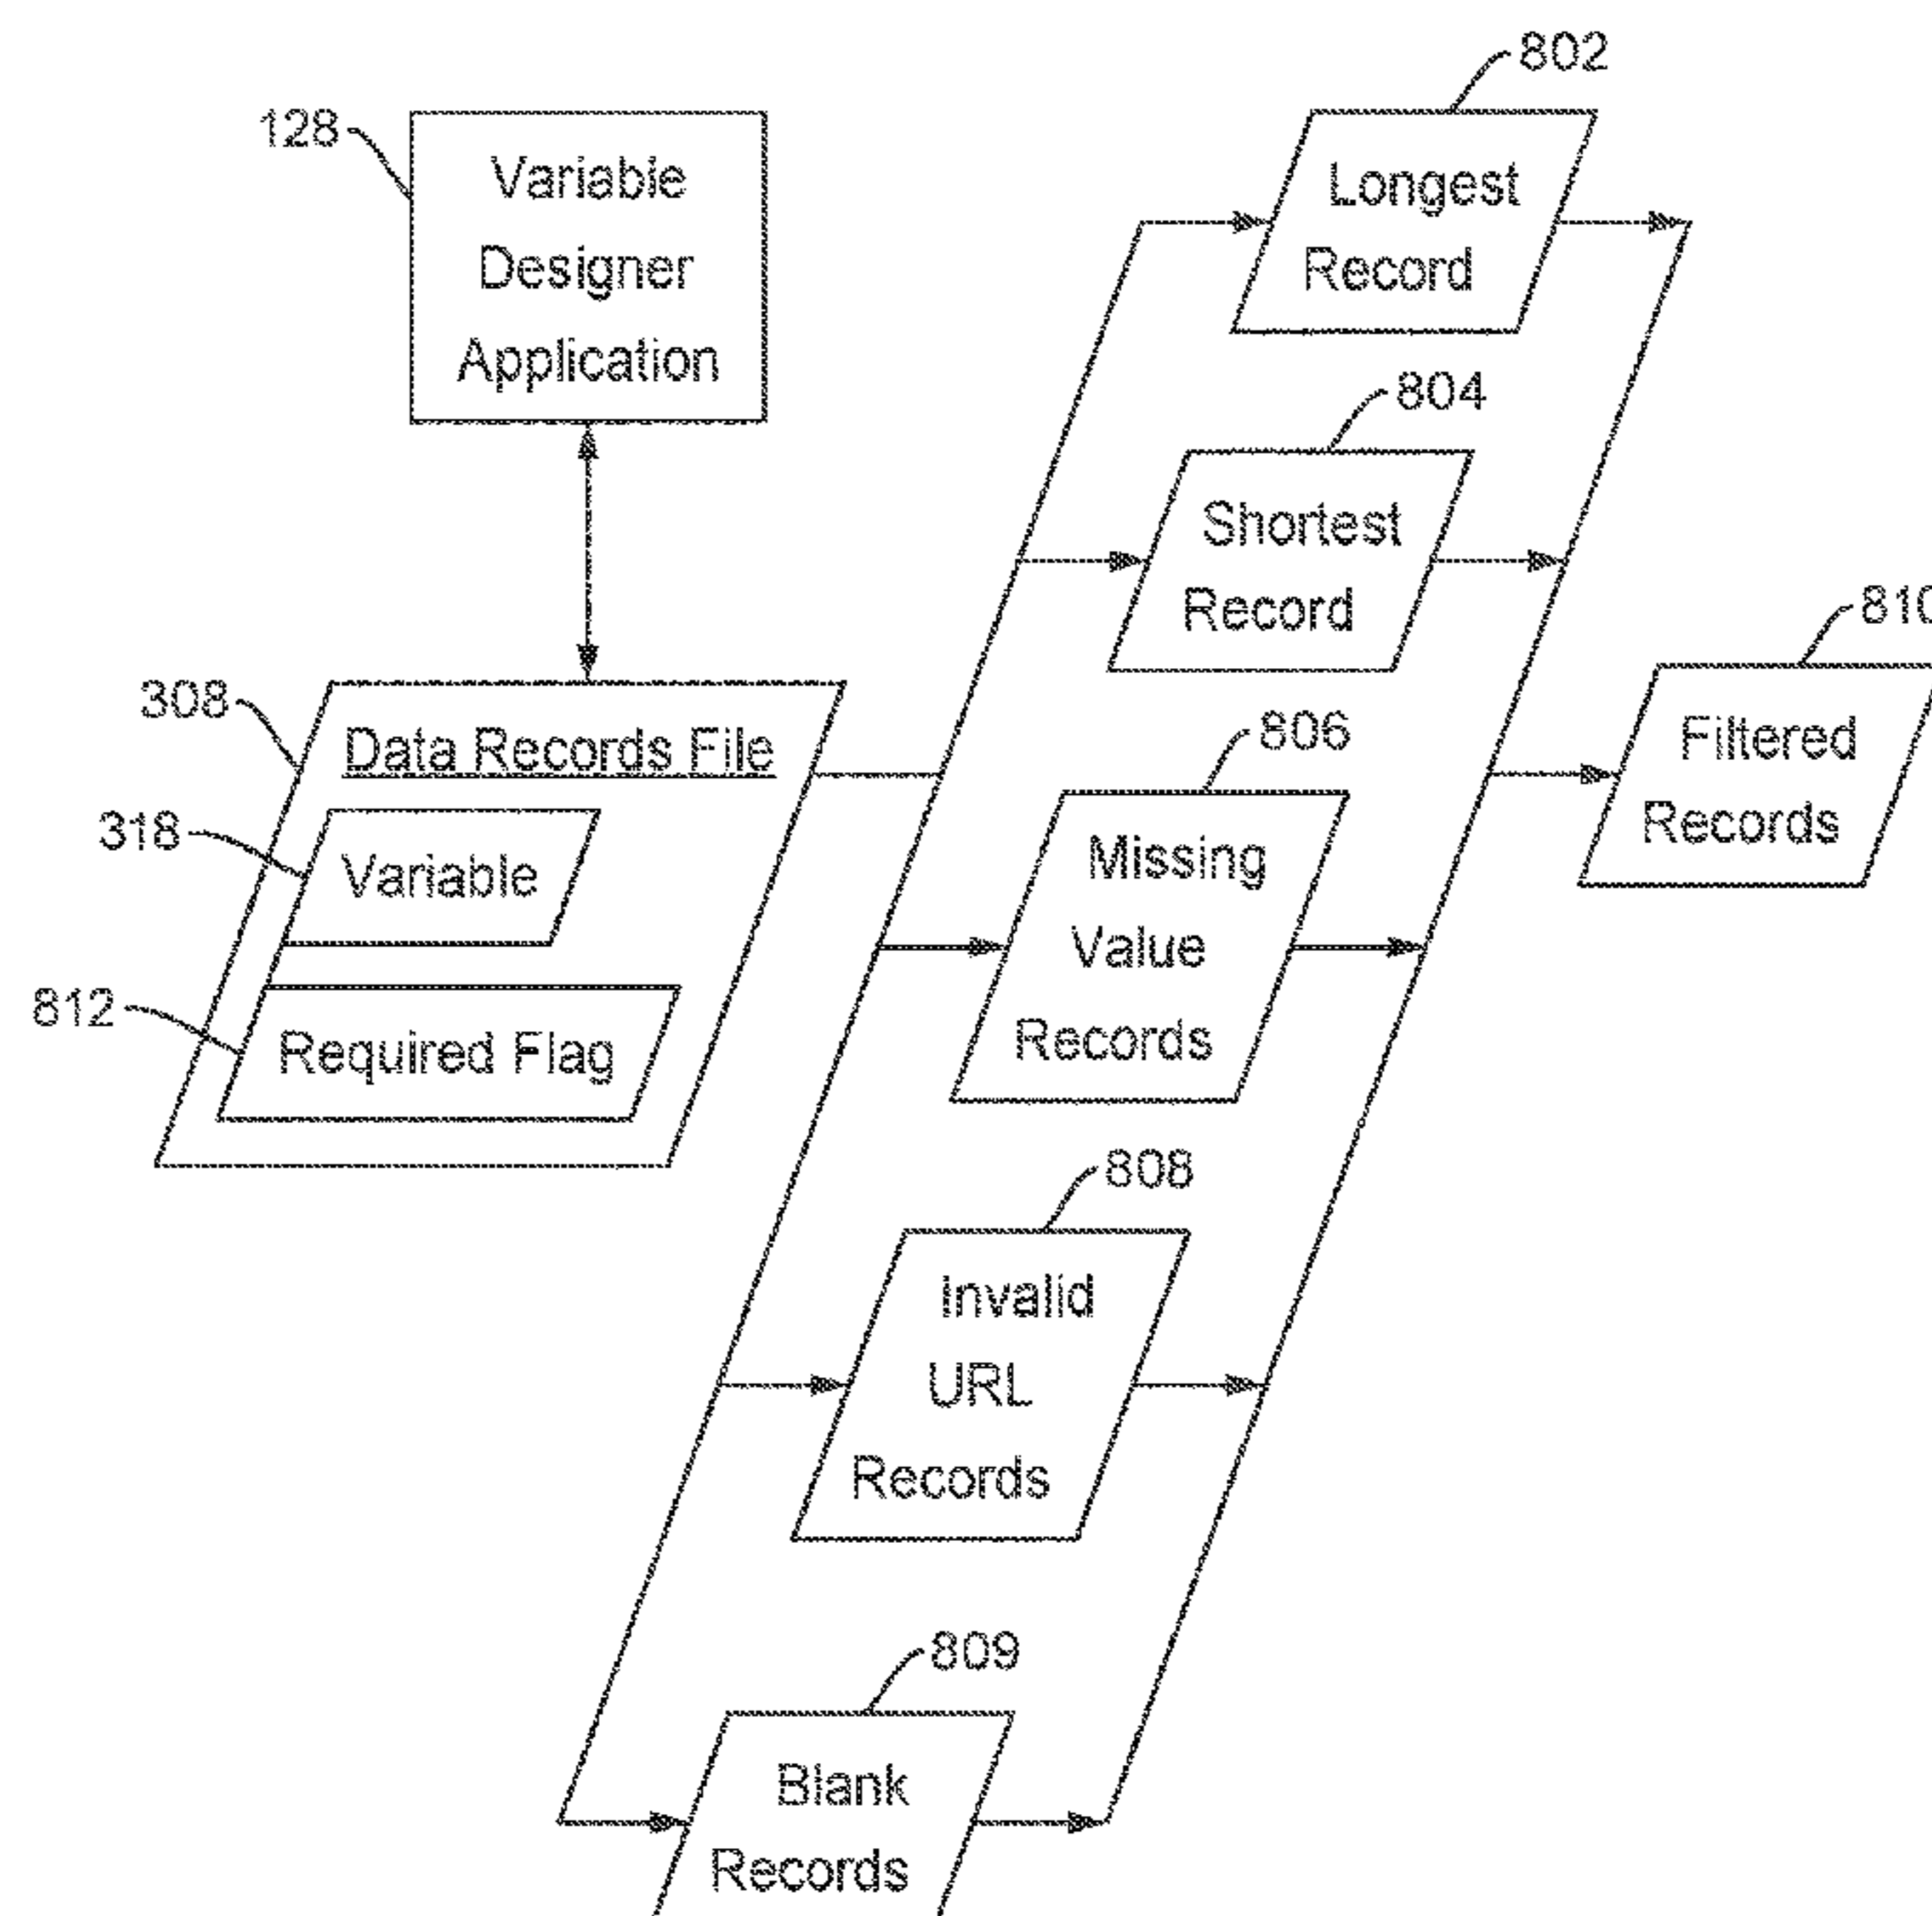 802
128
Variable
Designer
Application
Longest
Record
804
Shortest
Record
810
308
Data Records File
806
Filtered
Records
318
Variable
Missing
Value
Records
812
Required Flag
808
Invalid
URL
Records
809
Blank
Records